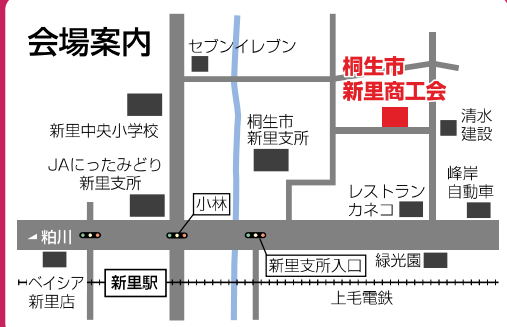 会場案内
セブンイレブン
桐生市
新里商工会
新里中央小学校
桐生市
新里支所
清水
建設
JAにったみどり
新里支所
小林
レストラン
カネコ
峰岸
自動車
粕川
新里支所入口
緑光園
ベイシア
新里店
新里駅
上毛電鉄